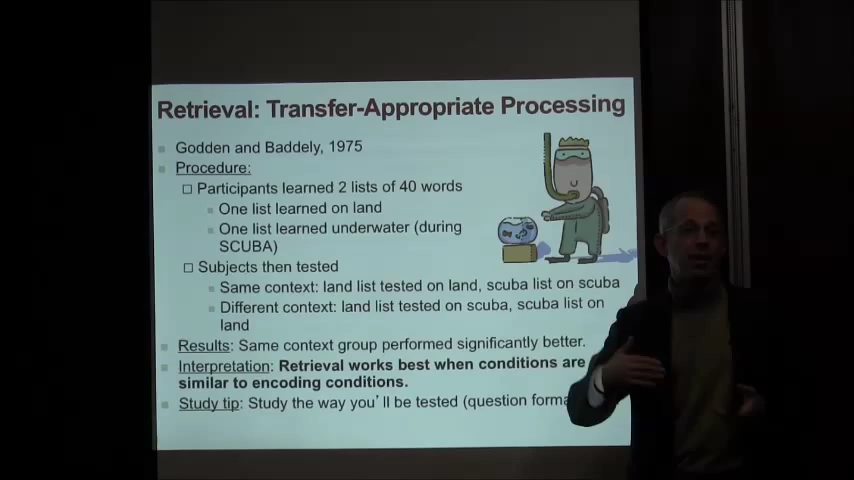 Retrieval: Transfer-Appropriate Processing
Godden and Baddely, 1975
Procedure:
Participants learned 2 lists of 40 words
One list learned on land
One list learned underwater (during
SCUBA)
Subjects then tested
Same context: land list tested on land, scuba list on scuba
Different context: land list tested on scuba, scuba list on
land
Results: Same context group performed significantly better.
Interpretation: Retrieval works best when conditions are
similar to encoding conditions.
Study tip: Study the way you'll be tested (question forma